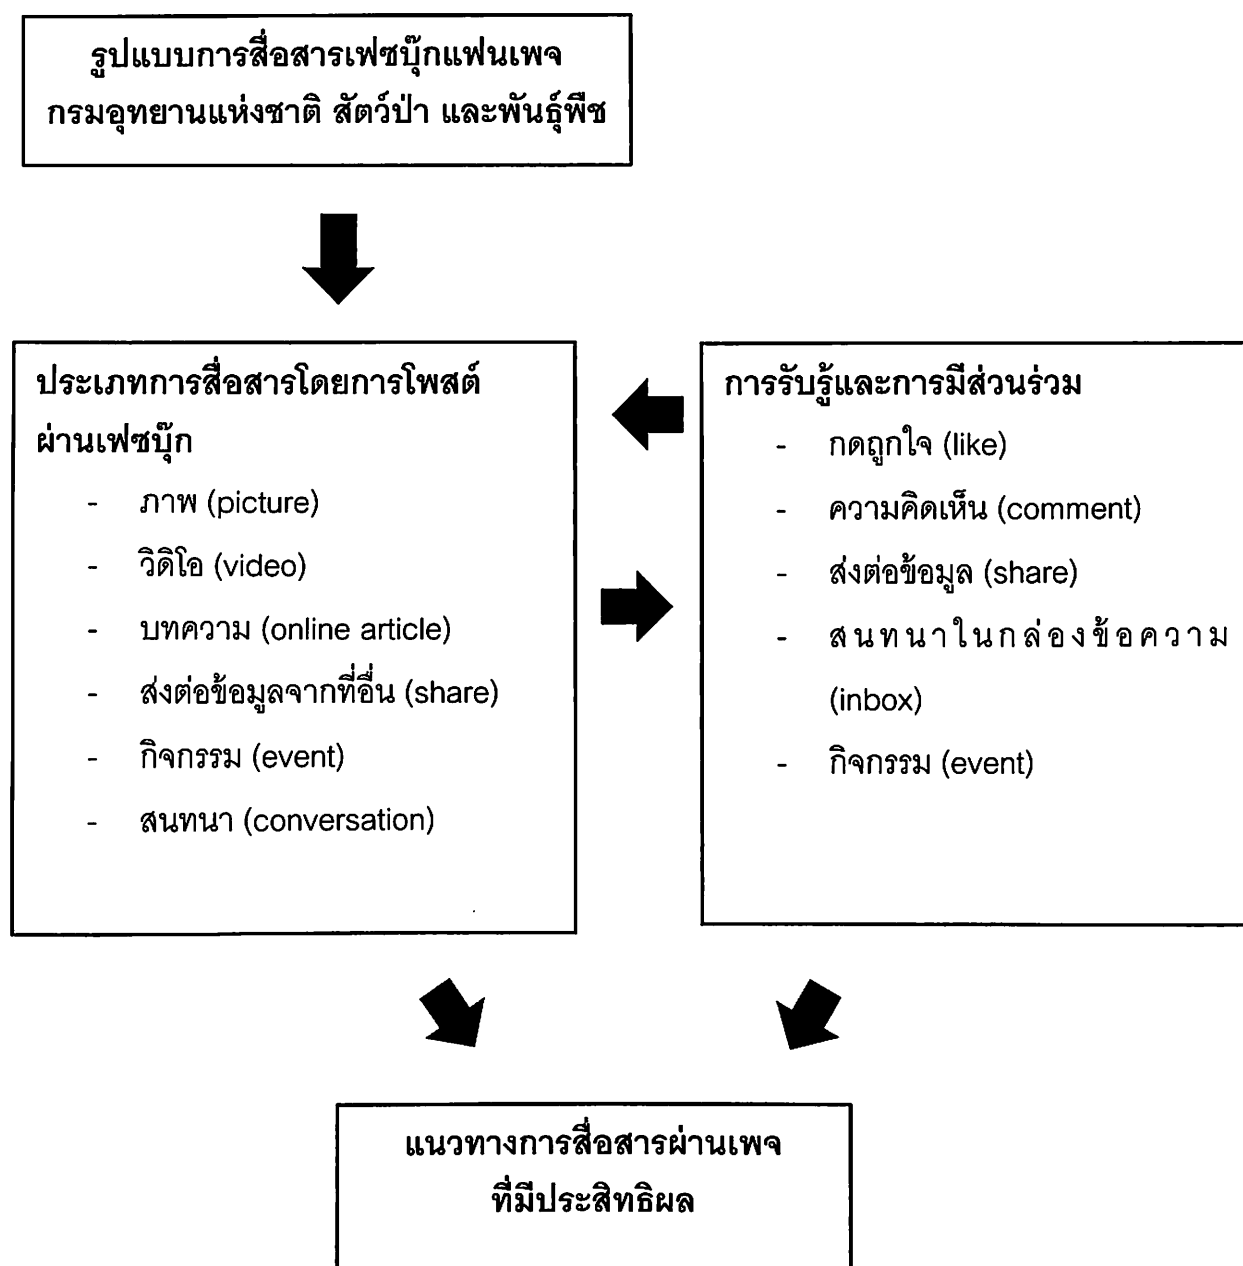 รูปแบบการสื่อสารเฟซบุ๊กแฟนเพจ
กรมอุทยานแห่งชาติ สัตว์ป่า และพันธุ์พืช
ประเภทการสื่อสารโดยการโพสต์
ผ่านเฟซบุ๊ก
- ภาพ (picture)
- วิดิโอ (video)
- บทความ (online article)
- ส่งต่อข้อมูลจากที่อื่น (share)
- กิจกรรม (event)
- สนทนา (conversation)
การรับรู้และการมีส่วนร่วม
- กดถูกใจ (like)
- ความคิดเห็น (comment)
- ส่งต่อข้อมูล (share)
- สนทนาในกล่องข้อความ
(inbox)
- กิจกรรม (event)
แนวทางการสื่อสารผ่านเพจ
ที่มีประสิทธิผล